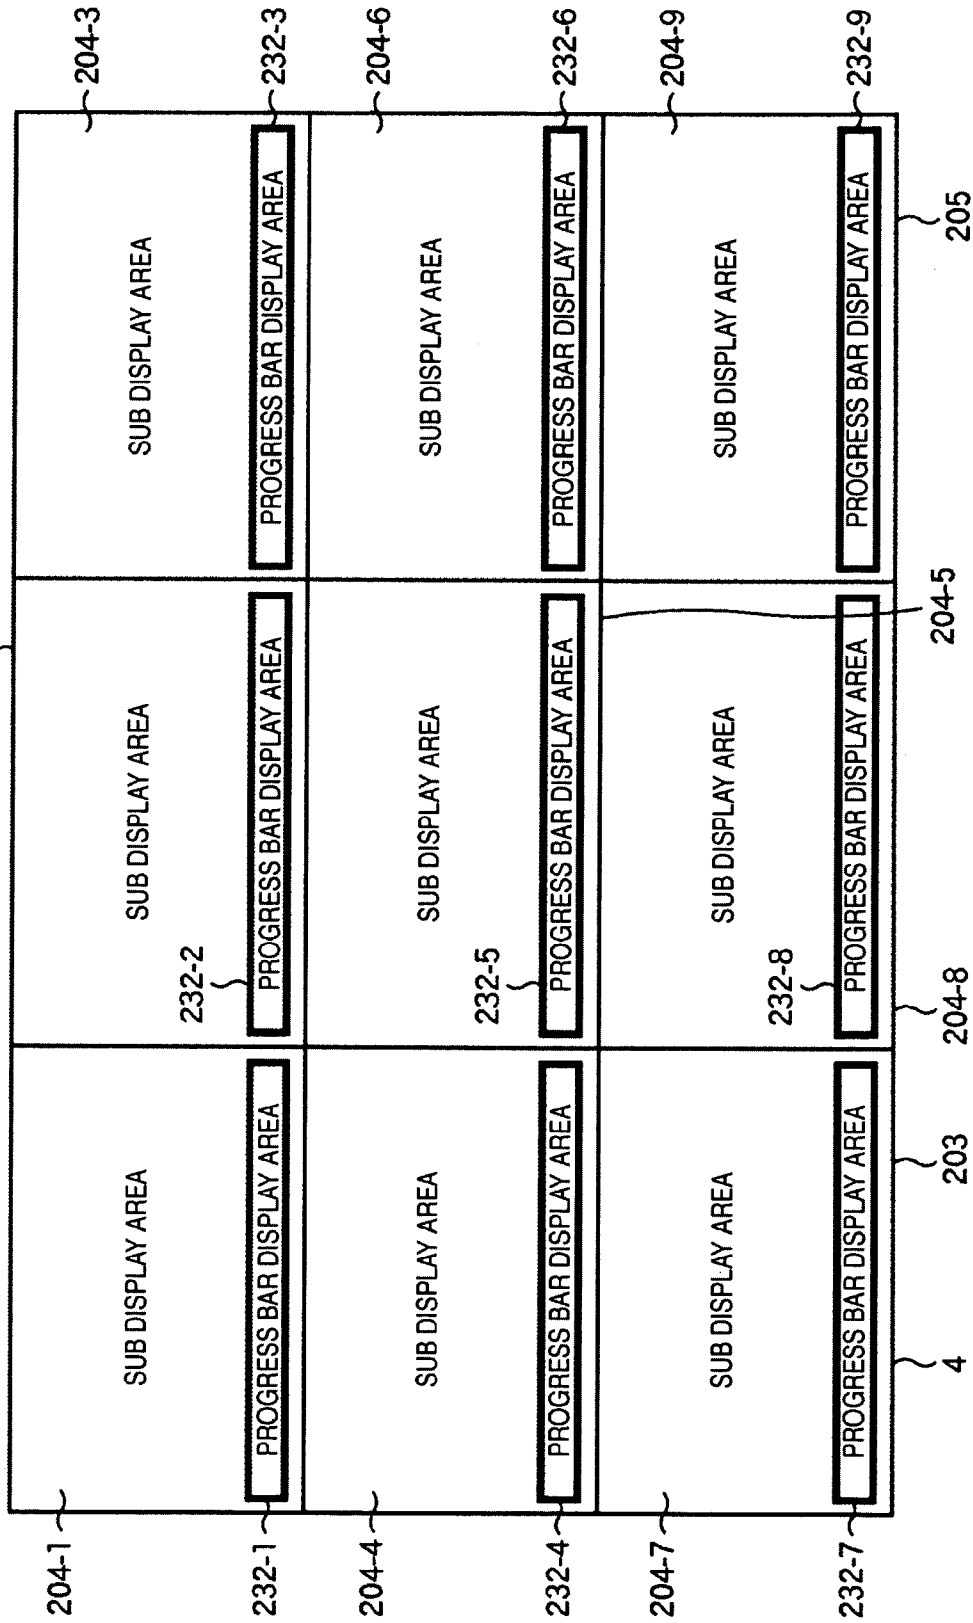 204-1
204-3
SUB DISPLAY AREA
SUB DISPLAY AREA
SUB DISPLAY AREA
232-2
232-1
PROGRESS BAR DISPLAY AREA
PROGRESS BAR DISPLAY AREA
PROGRESS BAR DISPLAY AREA
232-3
204-4
204-6
SUB DISPLAY AREA
SUB DISPLAY AREA
SUB DISPLAY AREA
232-5
232-4
PROGRESS BAR DISPLAY AREA
PROGRESS BAR DISPLAY AREA
PROGRESS BAR DISPLAY AREA
232-6
204-7
204-9
SUB DISPLAY AREA
SUB DISPLAY AREA
SUB DISPLAY AREA
232-8
232-7
PROGRESS BAR DISPLAY AREA
PROGRESS BAR DISPLAY AREA
PROGRESS BAR DISPLAY AREA
232-9
4
203
204-8
204-5
205